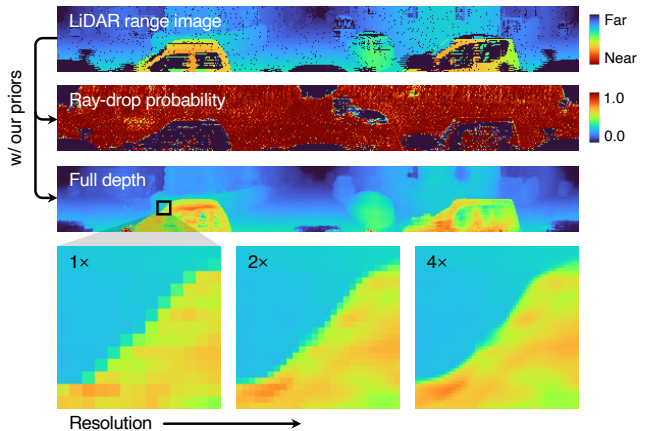 LiDAR range image
Far
Near
w/ our priors
Ray-drop probability
1.0
0.0
Full depth
1×
2×
4×
Resolution